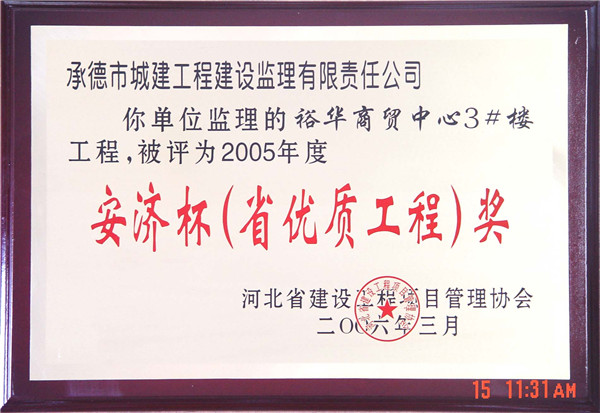 承德市城建工程建设监理有限责任公司
你单位监理的裕华商贸中心3#楼
工程,被评为2005年度
安济杯(省优质工程)奖
河北省建设工程项目管理协会
二〇〇六年三月
15 11:31AM